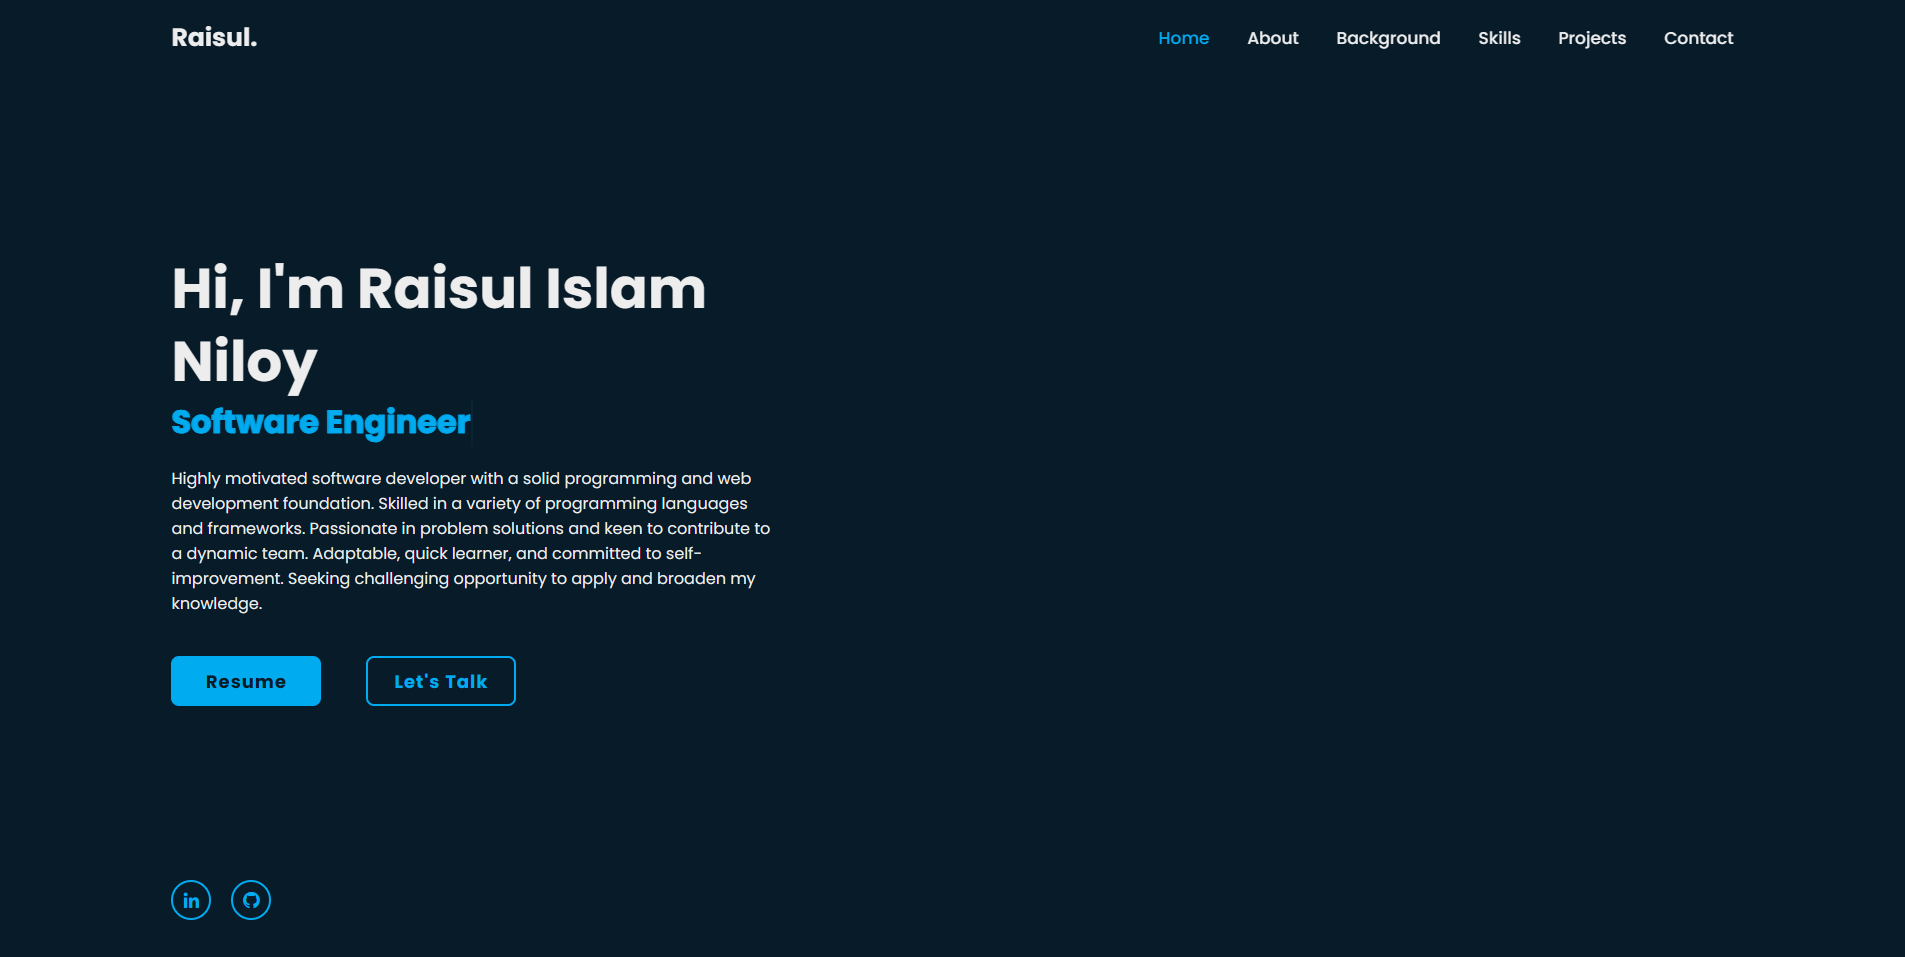 Raisul.
Home About Background Skills Projects Contact
Hi, I'm Raisul Islam
Niloy
Software Engineer
Highly motivated software developer with a solid programming and web
development foundation. Skilled in a variety of programming languages
and frameworks. Passionate in problem solutions and keen to contribute to
a dynamic team. Adaptable, quick learner, and committed to self-
improvement. Seeking challenging opportunity to apply and broaden my
knowledge.
Resume
Let's Talk
in